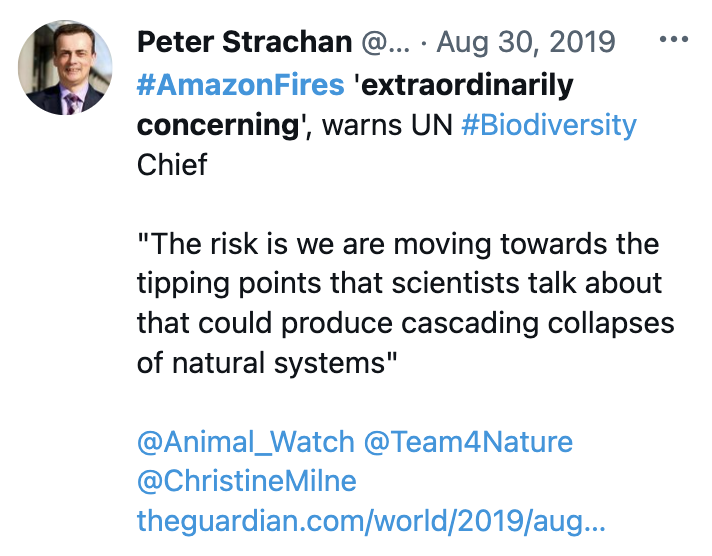 Peter Strachan @... · Aug 30, 2019
#AmazonFires 'extraordinarily
concerning', warns UN #Biodiversity
Chief
"The risk is we are moving towards the
tipping points that scientists talk about
that could produce cascading collapses
of natural systems"
@Animal_Watch @Team4Nature
@ChristineMilne
theguardian.com/world/2019/aug...